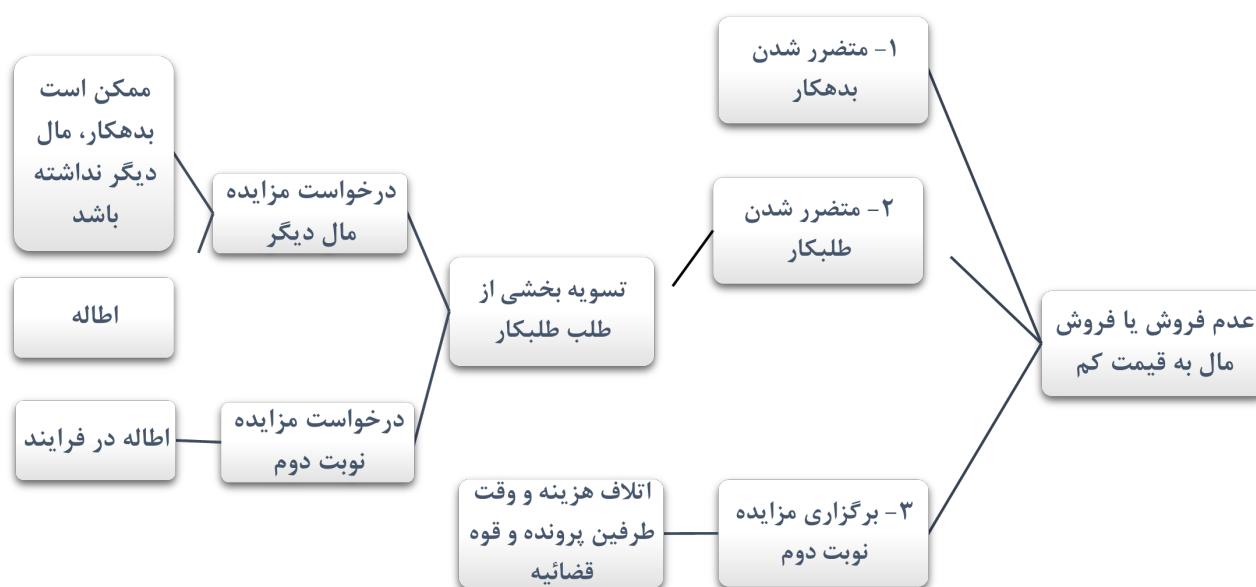 عدم فروش یا فروش
مال به قیمت کم
۱- متضرر شدن
بدهکار
۲- متضرر شدن
طلبکار
تسویه بخشی از
طلب طلبکار
درخواست مزایده
مال دیگر
ممکن است
بدهکار، مال
دیگر نداشته
باشد
اطاله
درخواست مزایده
نوبت دوم
اطاله در فرایند
۳- برگزاری مزایده
نوبت دوم
اتلاف هزینه و وقت
طرفین پرونده و قوه
قضائیه